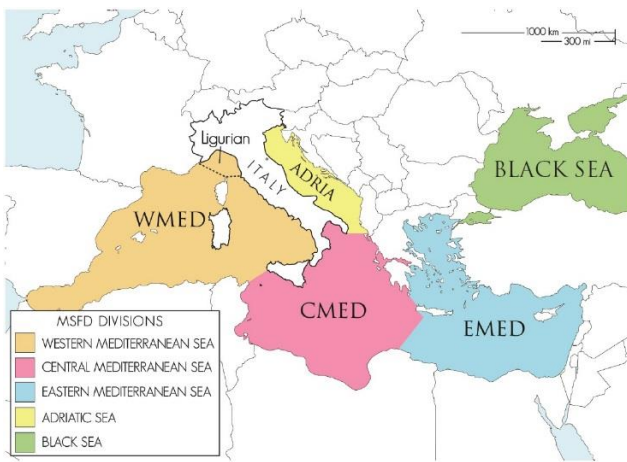 1000 km
300 mi
Ligurian
ITALY
ADRIA
BLACK SEA
WMED
CMED
EMED
MSFD DIVISIONS
WESTERN MEDITERRANEAN SEA
CENTRAL MEDITERRANEAN SEA
EASTERN MEDITERRANEAN SEA
ADRIATIC SEA
BLACK SEA